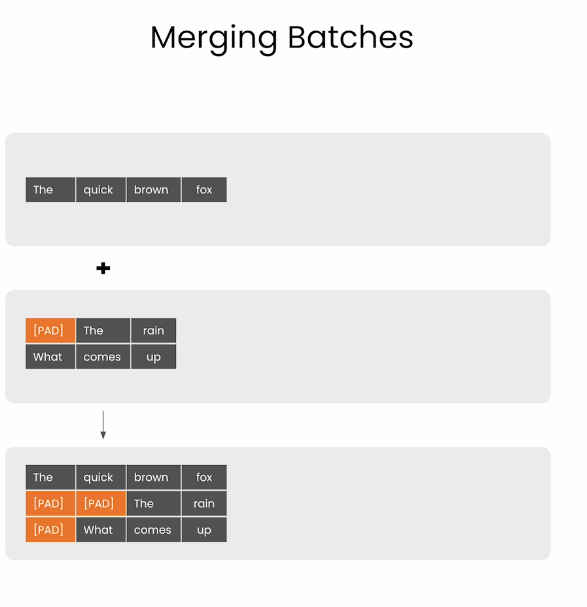 Merging Batches
The quick brown fox
+
[PAD] The rain
What comes up
The quick brown fox
[PAD] [PAD] The rain
[PAD] What comes up